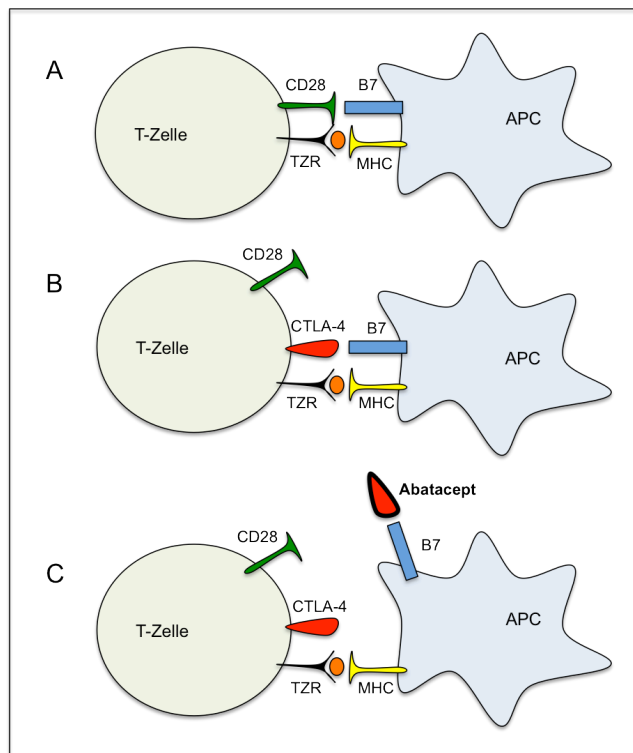 A
CD28
B7
T-Zelle
APC
TZR
MHC
B
CD28
CTLA-4
B7
T-Zelle
APC
TZR
MHC
C
Abatacept
CD28
B7
CTLA-4
T-Zelle
APC
TZR
MHC